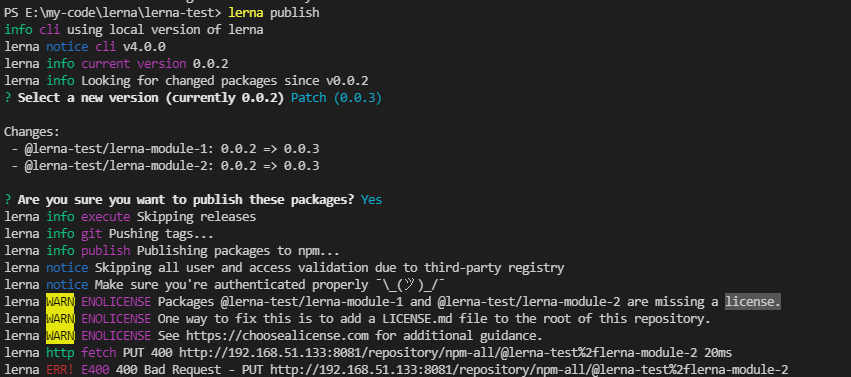 PS E:\my-code\lerna\lerna-test> lerna publish
info cli using local version of lerna
lerna notice cli v4.0.0
lerna info current version 0.0.2
lerna info Looking for changed packages since v0.0.2
? Select a new version (currently 0.0.2) Patch (0.0.3)
Changes:
- @lerna-test/lerna-module-1: 0.0.2 => 0.0.3
- @lerna-test/lerna-module-2: 0.0.2 => 0.0.3
? Are you sure you want to publish these packages? Yes
lerna info execute Skipping releases
lerna info git Pushing tags...
lerna info publish Publishing packages to npm...
lerna notice Skipping all user and access validation due to third-party registry
lerna notice Make sure you're authenticated properly ¯\_(ツ)_/¯
lerna WARN ENOLICENSE Packages @lerna-test/lerna-module-1 and @lerna-test/lerna-module-2 are missing a license.
lerna WARN ENOLICENSE One way to fix this is to add a LICENSE.md file to the root of this repository.
lerna WARN ENOLICENSE See https://choosealicense.com for additional guidance.
lerna http fetch PUT 400 http://192.168.51.133:8081/repository/npm-all/@lerna-test%2flerna-module-2 20ms
lerna ERR! E400 400 Bad Request - PUT http://192.168.51.133:8081/repository/npm-all/@lerna-test%2flerna-module-2